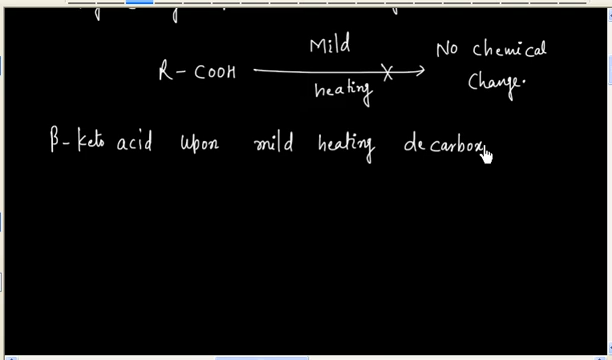 Mild
No chemical
R - COOH
change.
heating
β-keto acid upon mild heating decarbox